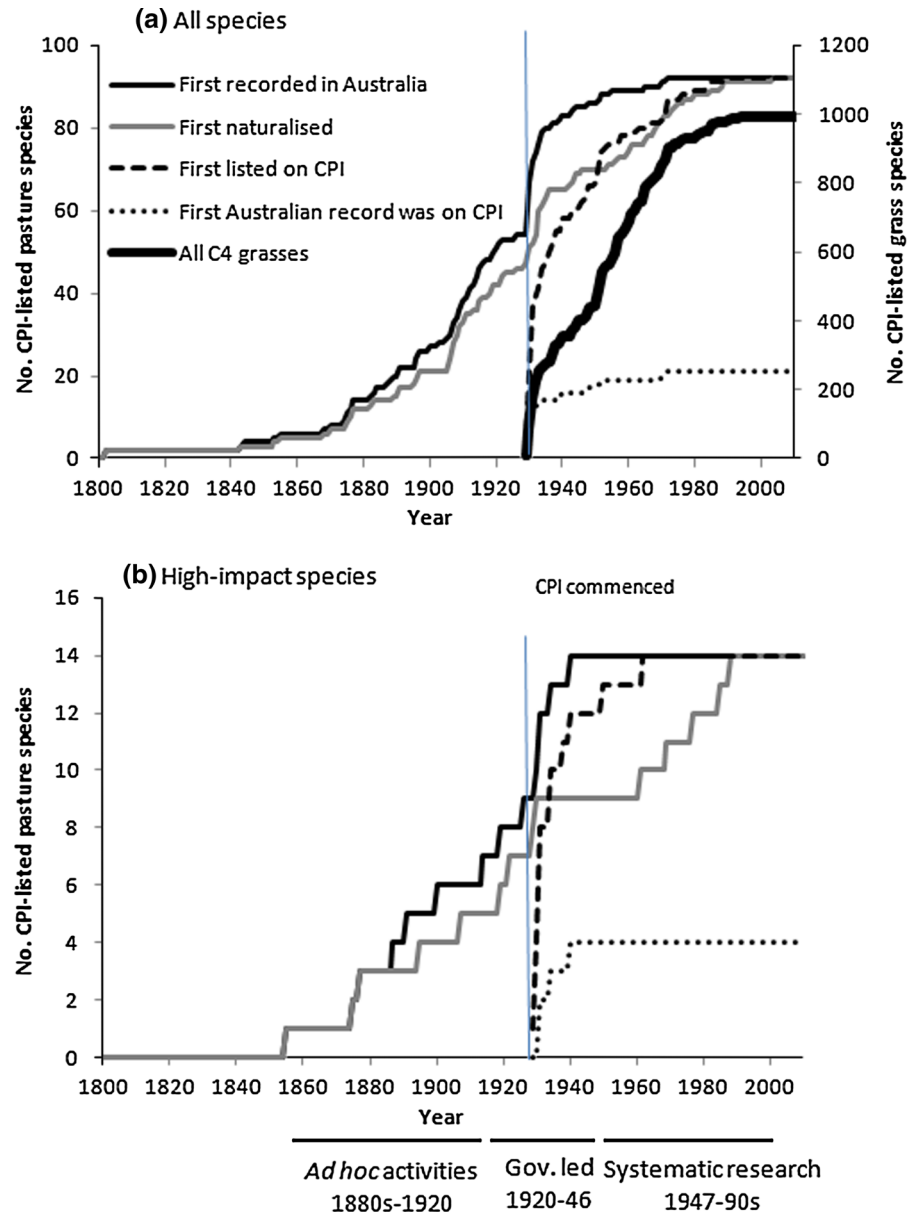 (a) All species
100
80
60
40
20
0
No. CPI-listed pasture species
First recorded in Australia
First naturalised
First listed on CPI
First Australian record was on CPI
All C4 grasses
1200
1000
800
600
400
200
0
No. CPI-listed grass species
1800 1820 1840 1860 1880 1900 1920 1940 1960 1980 2000
Year
(b) High-impact species
CPI commenced
16
14
12
10
8
6
4
2
0
No. CPI-listed pasture species
1800 1820 1840 1860 1880 1900 1920 1940 1960 1980 2000
Year
Ad hoc activities
1880s-1920
Gov. led
1920-46
Systematic research
1947-90s